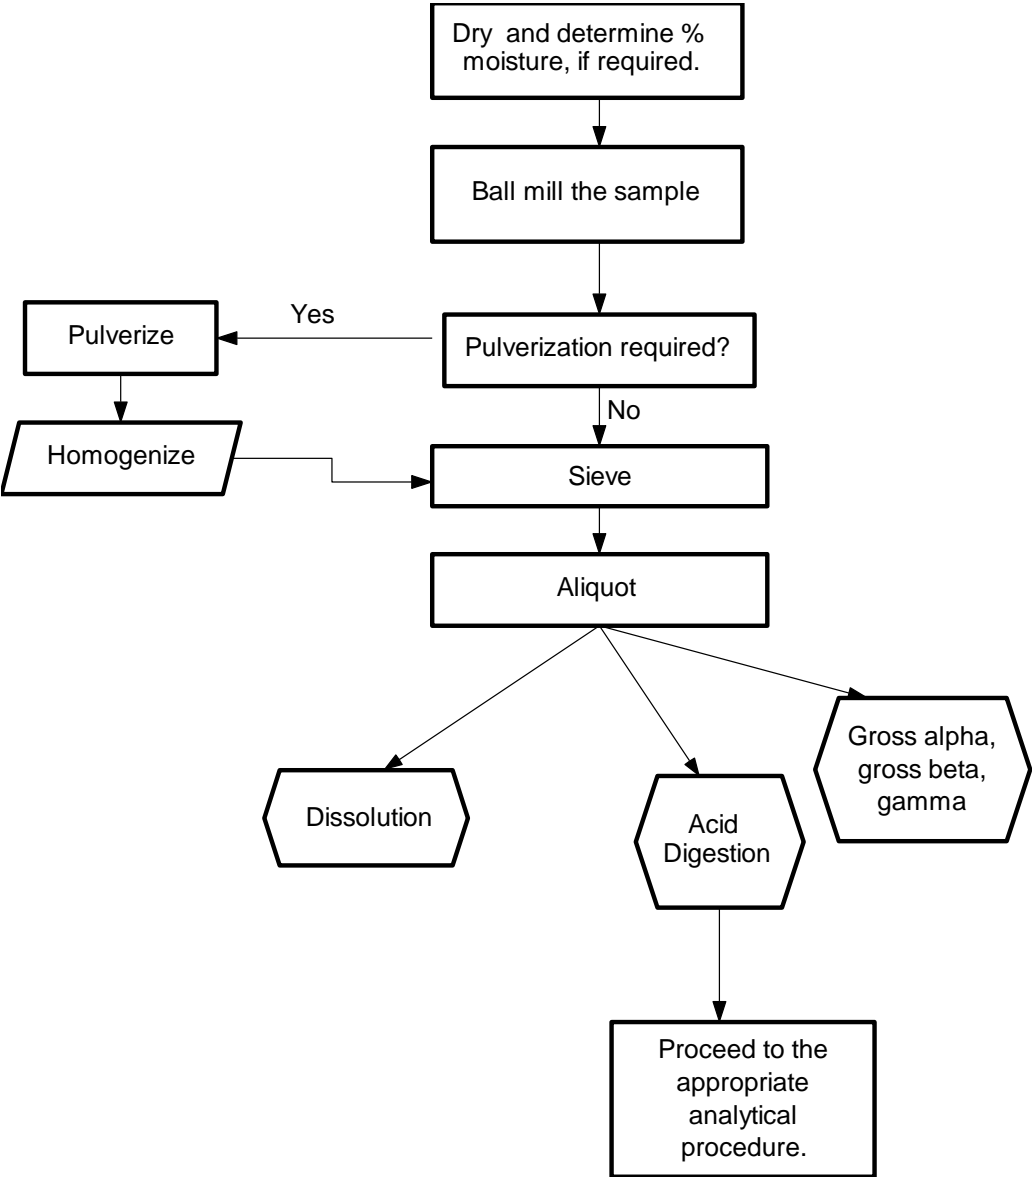 Dry  and determine %
moisture, if required.
Ball mill the sample
Yes
Pulverize
Pulverization required?
No
Homogenize
Sieve
Aliquot
Gross alpha,
gross beta,
gamma
Dissolution
Acid
Digestion
Proceed to the
appropriate
analytical
procedure.